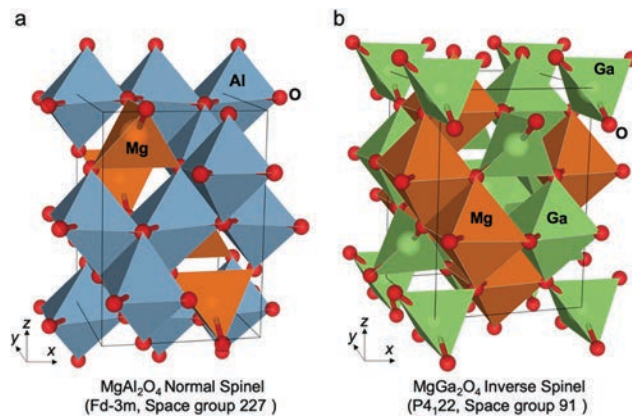 a
b
Al
O
Mg
Ga
O
Mg
Ga
z
y
x
z
y
x
MgAl₂O₄ Normal Spinel
(Fd-3m, Space group 227 )
MgGa₂O₄ Inverse Spinel
(P4₁22, Space group 91 )